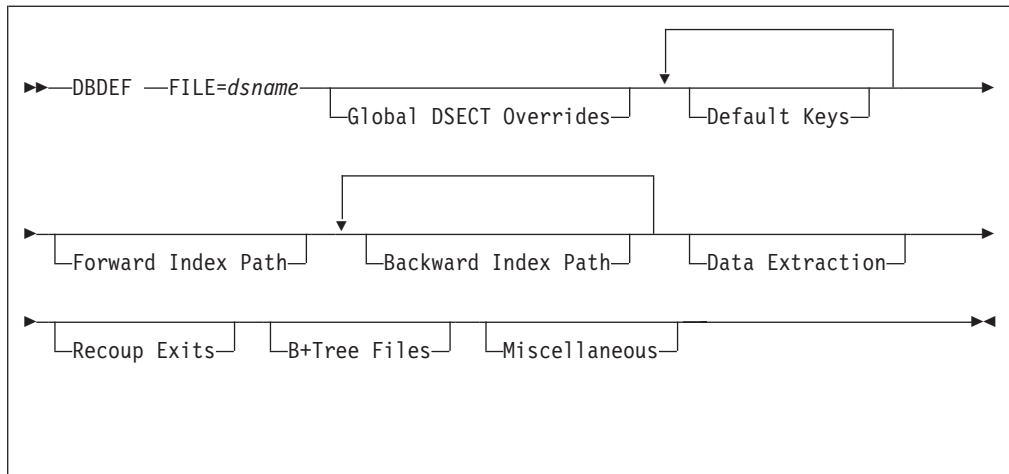 DBDEF FILE=dsname
Global DSECT Overrides Default Keys
Forward Index Path Backward Index Path Data Extraction
Recoup Exits B+Tree Files Miscellaneous